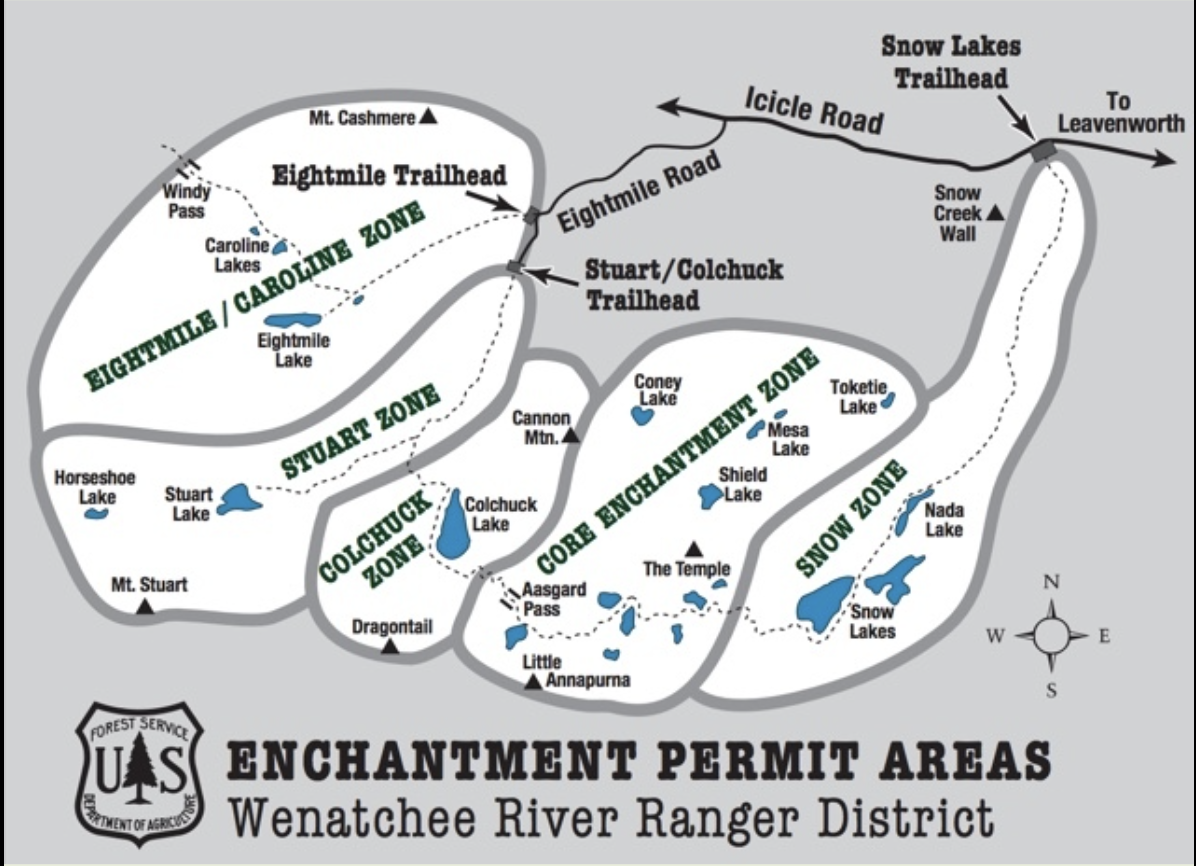 Snow Lakes
Trailhead
To
Leavenworth
Icicle Road
Mt. Cashmere
Eightmile Trailhead
Eightmile Road
Windy
Pass
Snow
Creek
Wall
Caroline
Lakes
EIGHTMILE / CAROLINE ZONE
Stuart/Colchuck
Trailhead
Eightmile
Lake
STUART ZONE
Coney
Lake
Toketie
Lake
Cannon
Mtn.
Mesa
Lake
CORE ENCHANTMENT ZONE
Horseshoe
Lake
Stuart
Lake
Shield
Lake
Colchuck
Lake
COLCHUCK
ZONE
SNOW ZONE
Nada
Lake
The Temple
Mt. Stuart
Aasgard
Pass
Snow
Lakes
Dragontail
Little
Annapurna
N
W
E
S
FOREST SERVICE
US
DEPARTMENT OF AGRICULTURE
ENCHANTMENT PERMIT AREAS
Wenatchee River Ranger District